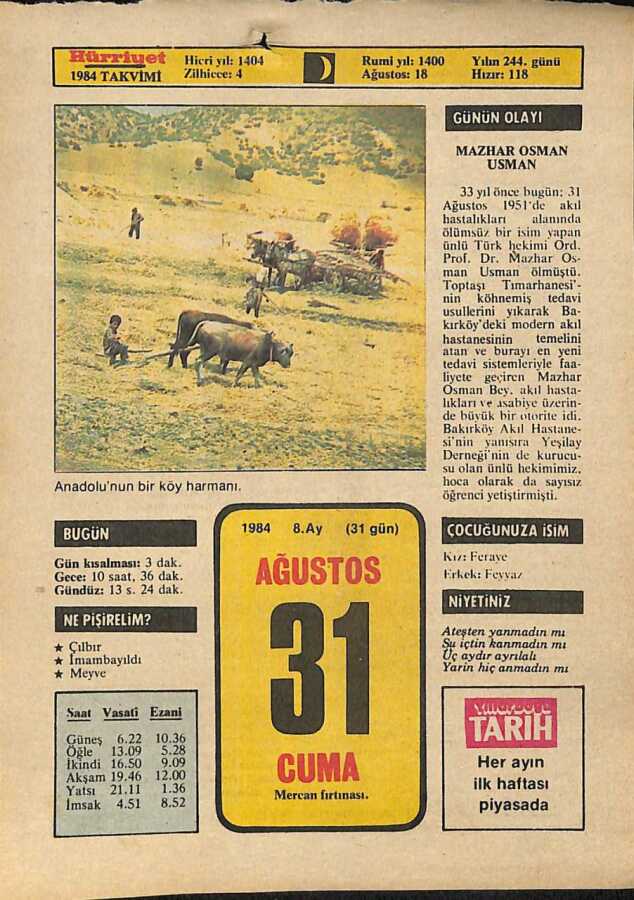 Hürriyet
1984 TAKVİMİ
Hicri yıl: 1404
Zilhicce: 4
Rumi yıl: 1400
Ağustos: 18
Yılın 244. günü
Hızır: 118
Anadolu'nun bir köy harmanı.
GÜNÜN OLAYI
MAZHAR OSMAN
USMAN
33 yıl önce bugün: 31
Ağustos 1951'de akıl
hastalıkları alanında
ölümsüz bir isim yapan
ünlü Türk hekimi Ord.
Prof. Dr. Mazhar Os-
man Usman ölmüştü.
Toptaşı Tımarhanesi'-
nin köhnemiş tedavi
usullerini yıkarak Ba-
kırköy'deki modern akıl
hastanesinin temelini
atan ve burayı en yeni
tedavi sistemleriyle faa-
liyete geçiren Mazhar
Osman Bey, akıl hasta-
lıkları ve asabiye üzerin-
de büyük bir otorite idi.
Bakırköy Akıl Hastane-
si'nin yanısıra Yeşilay
Derneği'nin de kurucu-
su olan ünlü hekimimiz,
hoca olarak da sayısız
öğrenci yetiştirmişti.
BUGÜN
Gün kısalması: 3 dak.
Gece: 10 saat, 36 dak.
Gündüz: 13 s. 24 dak.
NE PİŞİRELİM?
★ Çılbır
★ İmambayıldı
★ Meyve
Saat Vasati Ezani
Güneş 6.22 10.36
Öğle 13.09 5.28
İkindi 16.50 9.09
Akşam 19.46 12.00
Yatsı 21.11 1.36
İmsak 4.51 8.52
1984 8.Ay (31 gün)
AĞUSTOS
31
CUMA
Mercan fırtınası.
ÇOCUĞUNUZA İSİM
Kız: Feraye
Erkek: Feyyaz
NİYETİNİZ
Ateşten yanmadın mı
Su içtin kanmadın mı
Üç aydır ayrılalı
Yarin hiç anmadın mı
Yıllarboyu
TARİH
Her ayın
ilk haftası
piyasada